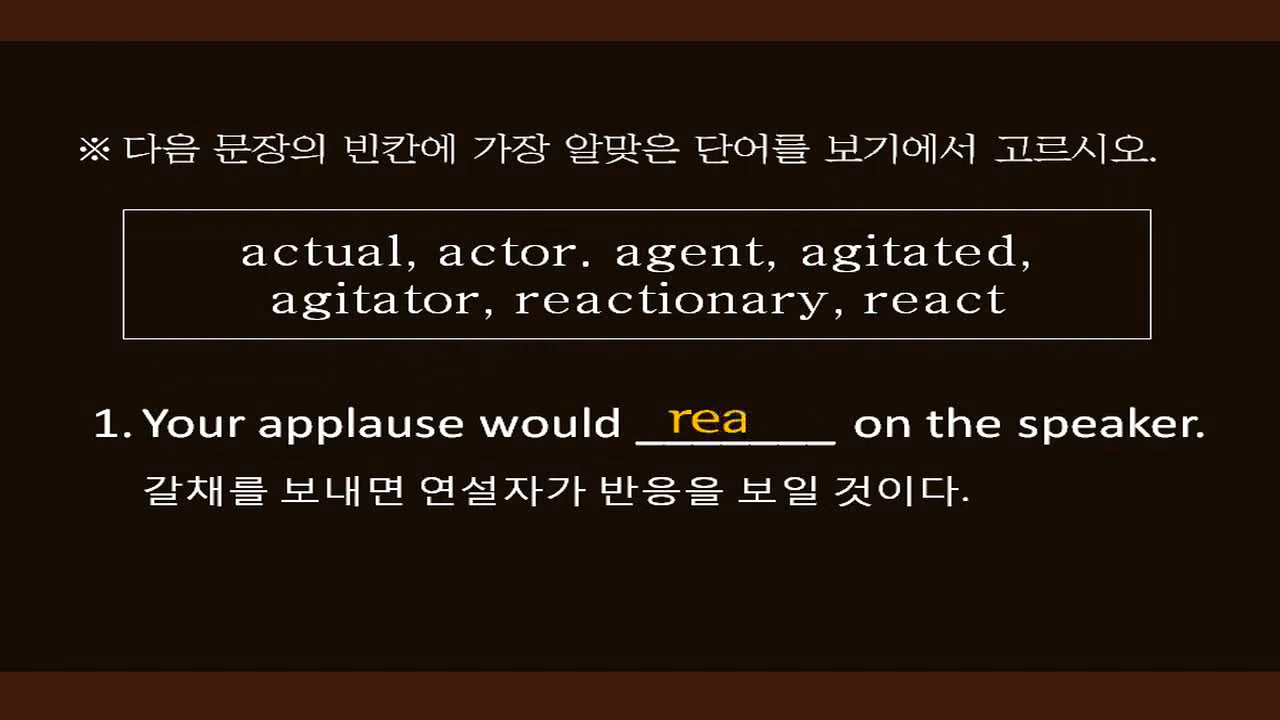 ※ 다음 문장의 빈칸에 가장 알맞은 단어를 보기에서 고르시오.
actual, actor. agent, agitated,
agitator, reactionary, react
1. Your applause would _rea____ on the speaker.
갈채를 보내면 연설자가 반응을 보일 것이다.